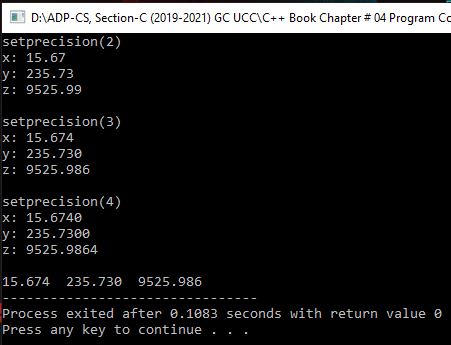 D:\ADP-CS, Section-C (2019-2021) GC UCC\C++ Book Chapter # 04 Program Co
setprecision(2)
x: 15.67
y: 235.73
z: 9525.99
setprecision(3)
x: 15.674
y: 235.730
z: 9525.986
setprecision(4)
x: 15.6740
y: 235.7300
z: 9525.9864
15.674  235.730  9525.986
--------------------------------
Process exited after 0.1083 seconds with return value 0
Press any key to continue . . .